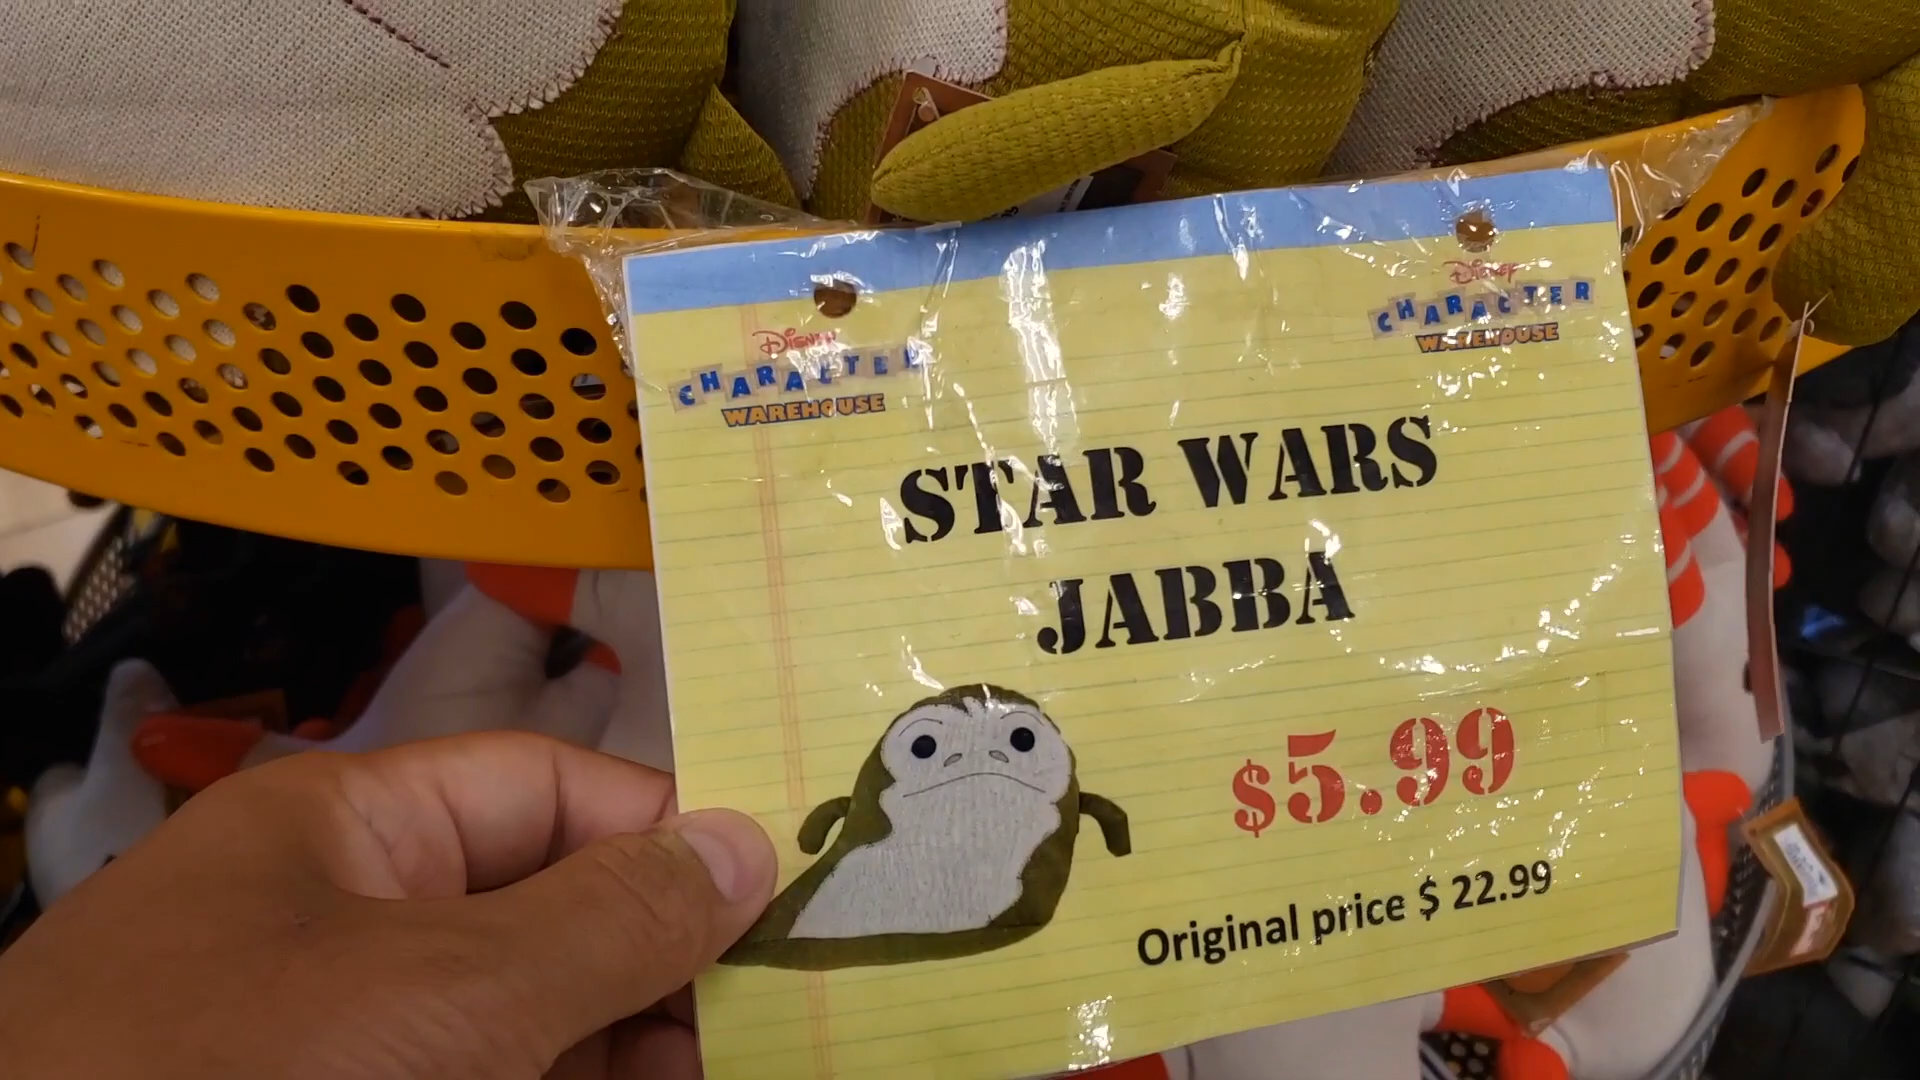 Disney
CHARACTER
WAREHOUSE
Disney
CHARACTER
WAREHOUSE
STAR WARS
JABBA
$5.99
Original price $ 22.99